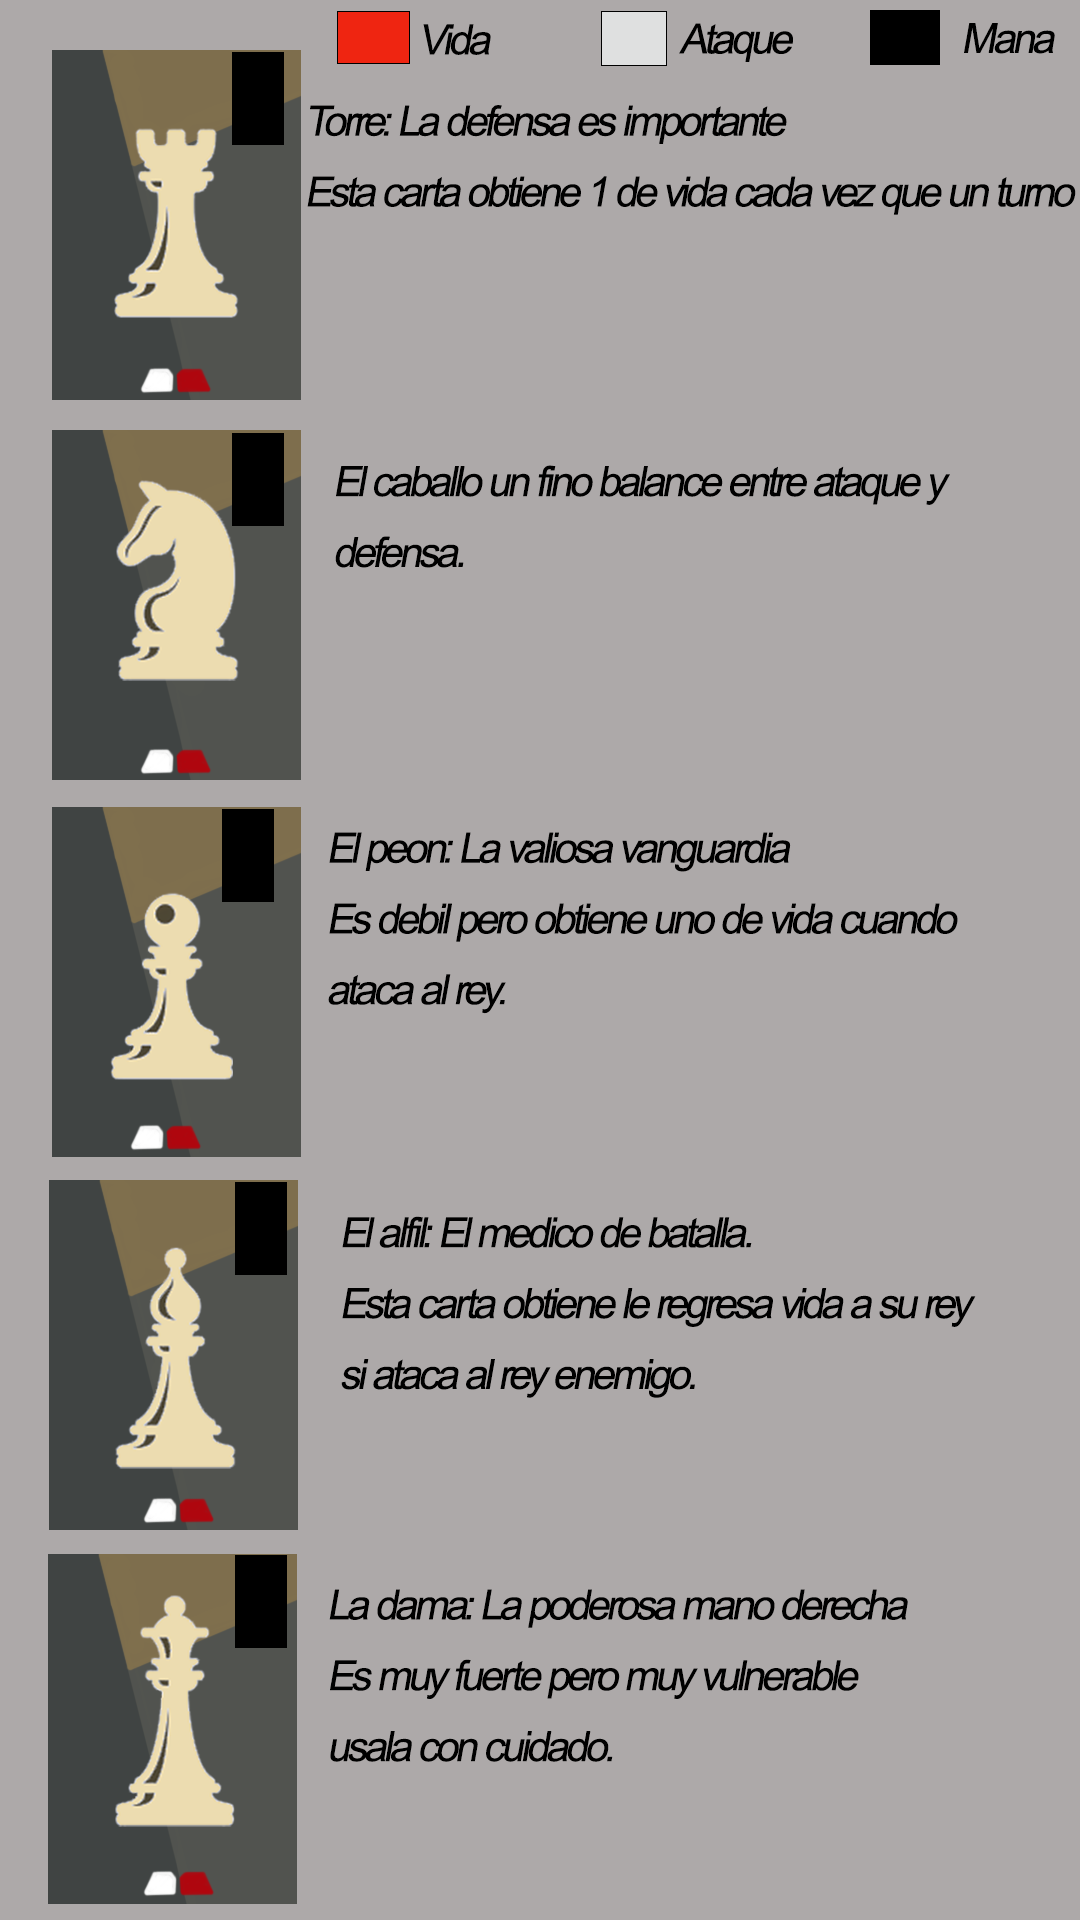 Vida Ataque Mana
Torre: La defensa es importante
Esta carta obtiene 1 de vida cada vez que un turno
El caballo un fino balance entre ataque y
defensa.
El peon: La valiosa vanguardia
Es debil pero obtiene uno de vida cuando
ataca al rey.
El alfil: El medico de batalla.
Esta carta obtiene le regresa vida a su rey
si ataca al rey enemigo.
La dama: La poderosa mano derecha
Es muy fuerte pero muy vulnerable
usala con cuidado.